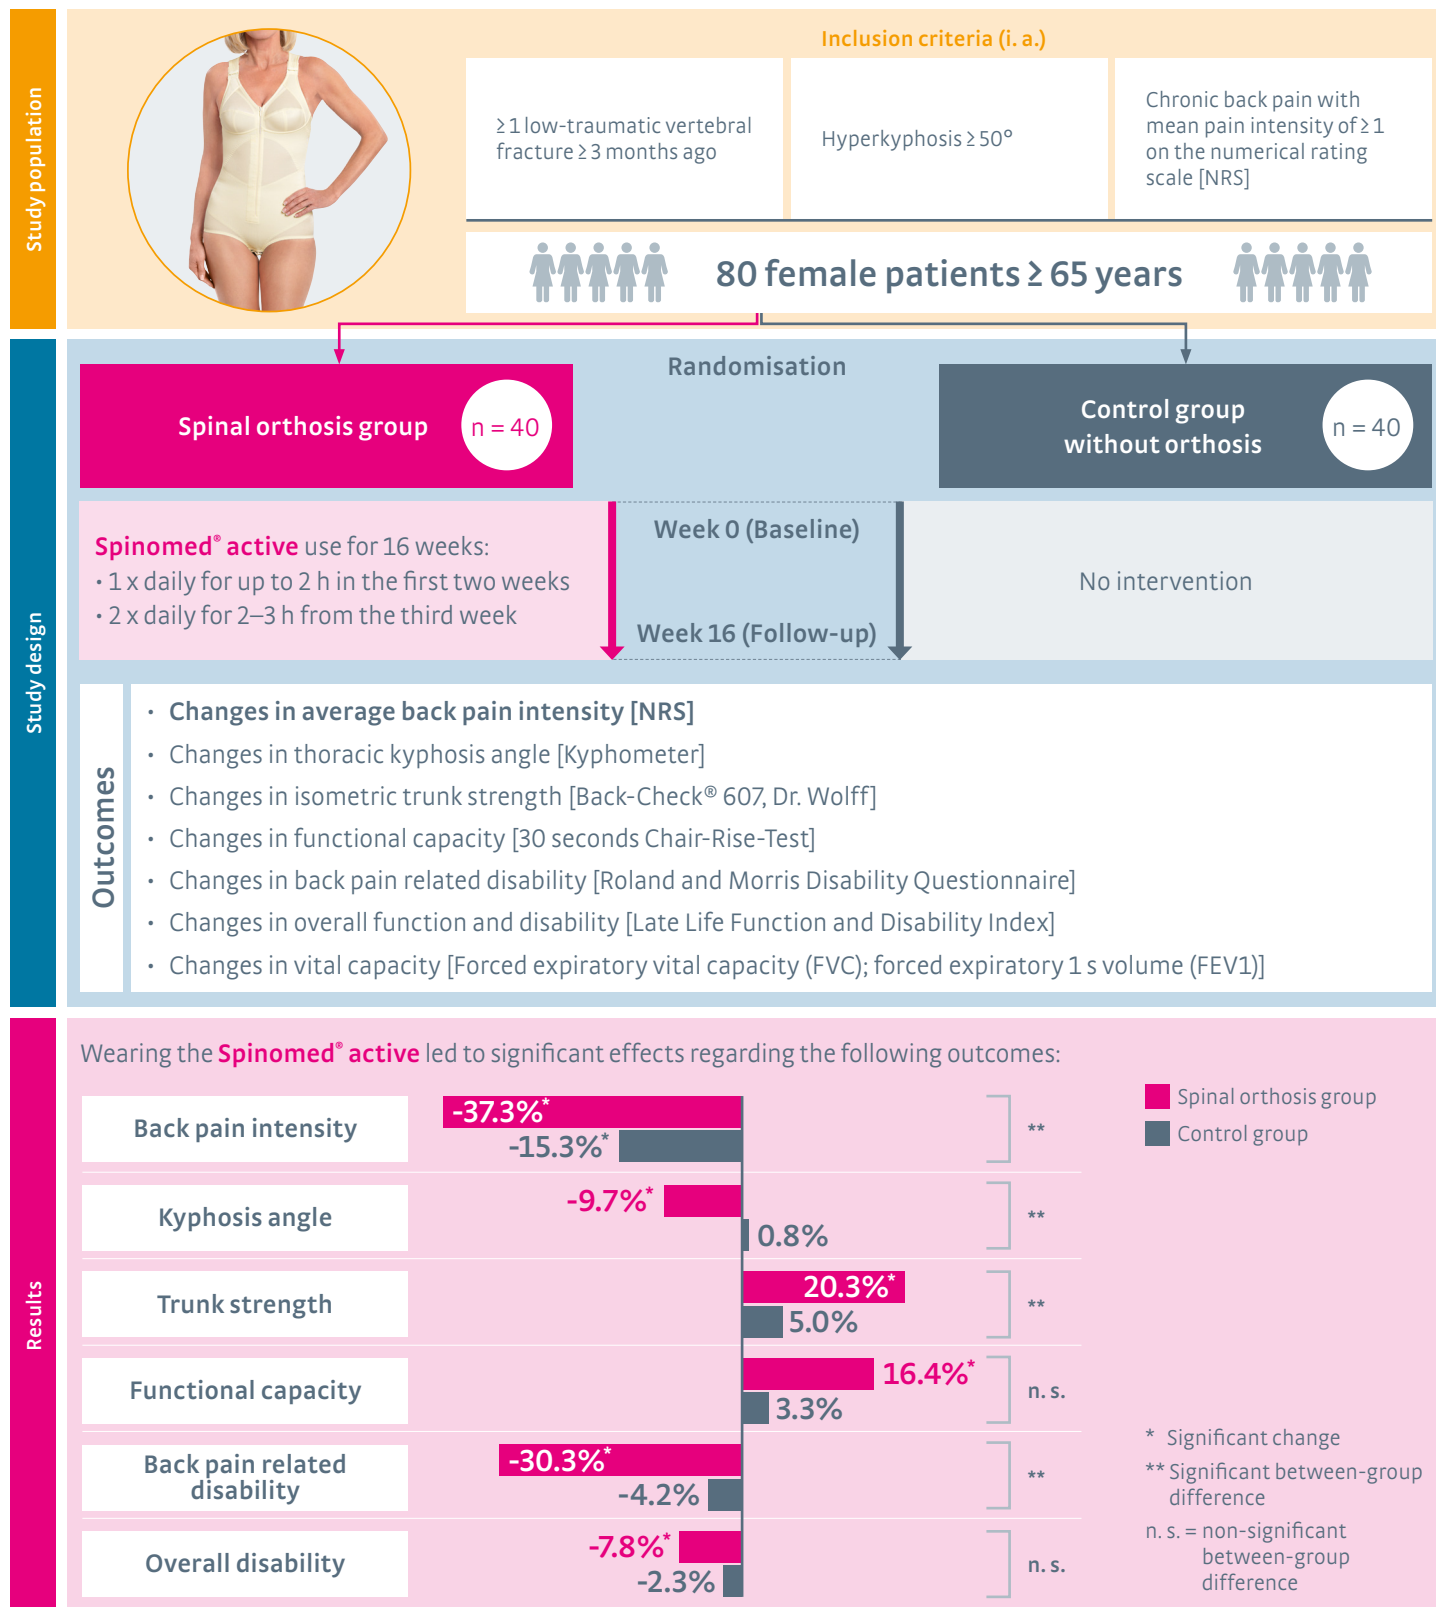 Study population
Inclusion criteria (i. a.)
≥ 1 low-traumatic vertebral
fracture ≥ 3 months ago
Hyperkyphosis ≥ 50°
Chronic back pain with
mean pain intensity of ≥ 1
on the numerical rating
scale [NRS]
80 female patients ≥ 65 years
Study design
Randomisation
Spinal orthosis group
n = 40
Control group
without orthosis
n = 40
Spinomed® active use for 16 weeks:
• 1 x daily for up to 2 h in the first two weeks
• 2 x daily for 2–3 h from the third week
Week 0 (Baseline)
Week 16 (Follow-up)
No intervention
Outcomes
• Changes in average back pain intensity [NRS]
• Changes in thoracic kyphosis angle [Kyphometer]
• Changes in isometric trunk strength [Back-Check® 607, Dr. Wolff]
• Changes in functional capacity [30 seconds Chair-Rise-Test]
• Changes in back pain related disability [Roland and Morris Disability Questionnaire]
• Changes in overall function and disability [Late Life Function and Disability Index]
• Changes in vital capacity [Forced expiratory vital capacity (FVC); forced expiratory 1 s volume (FEV1)]
Results
Wearing the Spinomed® active led to significant effects regarding the following outcomes:
Spinal orthosis group
Control group
Back pain intensity
-37.3%*
-15.3%*
**
Kyphosis angle
-9.7%*
0.8%
**
Trunk strength
20.3%*
5.0%
**
Functional capacity
16.4%*
3.3%
n. s.
Back pain related
disability
-30.3%*
-4.2%
**
Overall disability
-7.8%*
-2.3%
n. s.
* Significant change
** Significant between-group
difference
n. s. = non-significant
between-group
difference